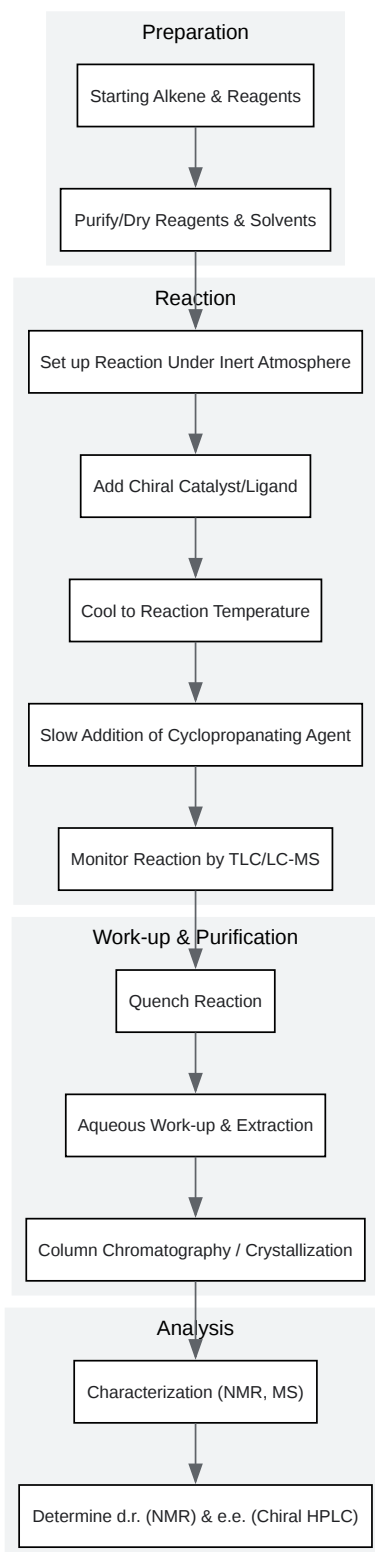 Preparation
Starting Alkene & Reagents
Purify/Dry Reagents & Solvents
Reaction
Set up Reaction Under Inert Atmosphere
Add Chiral Catalyst/Ligand
Cool to Reaction Temperature
Slow Addition of Cyclopropanating Agent
Monitor Reaction by TLC/LC-MS
Work-up & Purification
Quench Reaction
Aqueous Work-up & Extraction
Column Chromatography / Crystallization
Analysis
Characterization (NMR, MS)
Determine d.r. (NMR) & e.e. (Chiral HPLC)